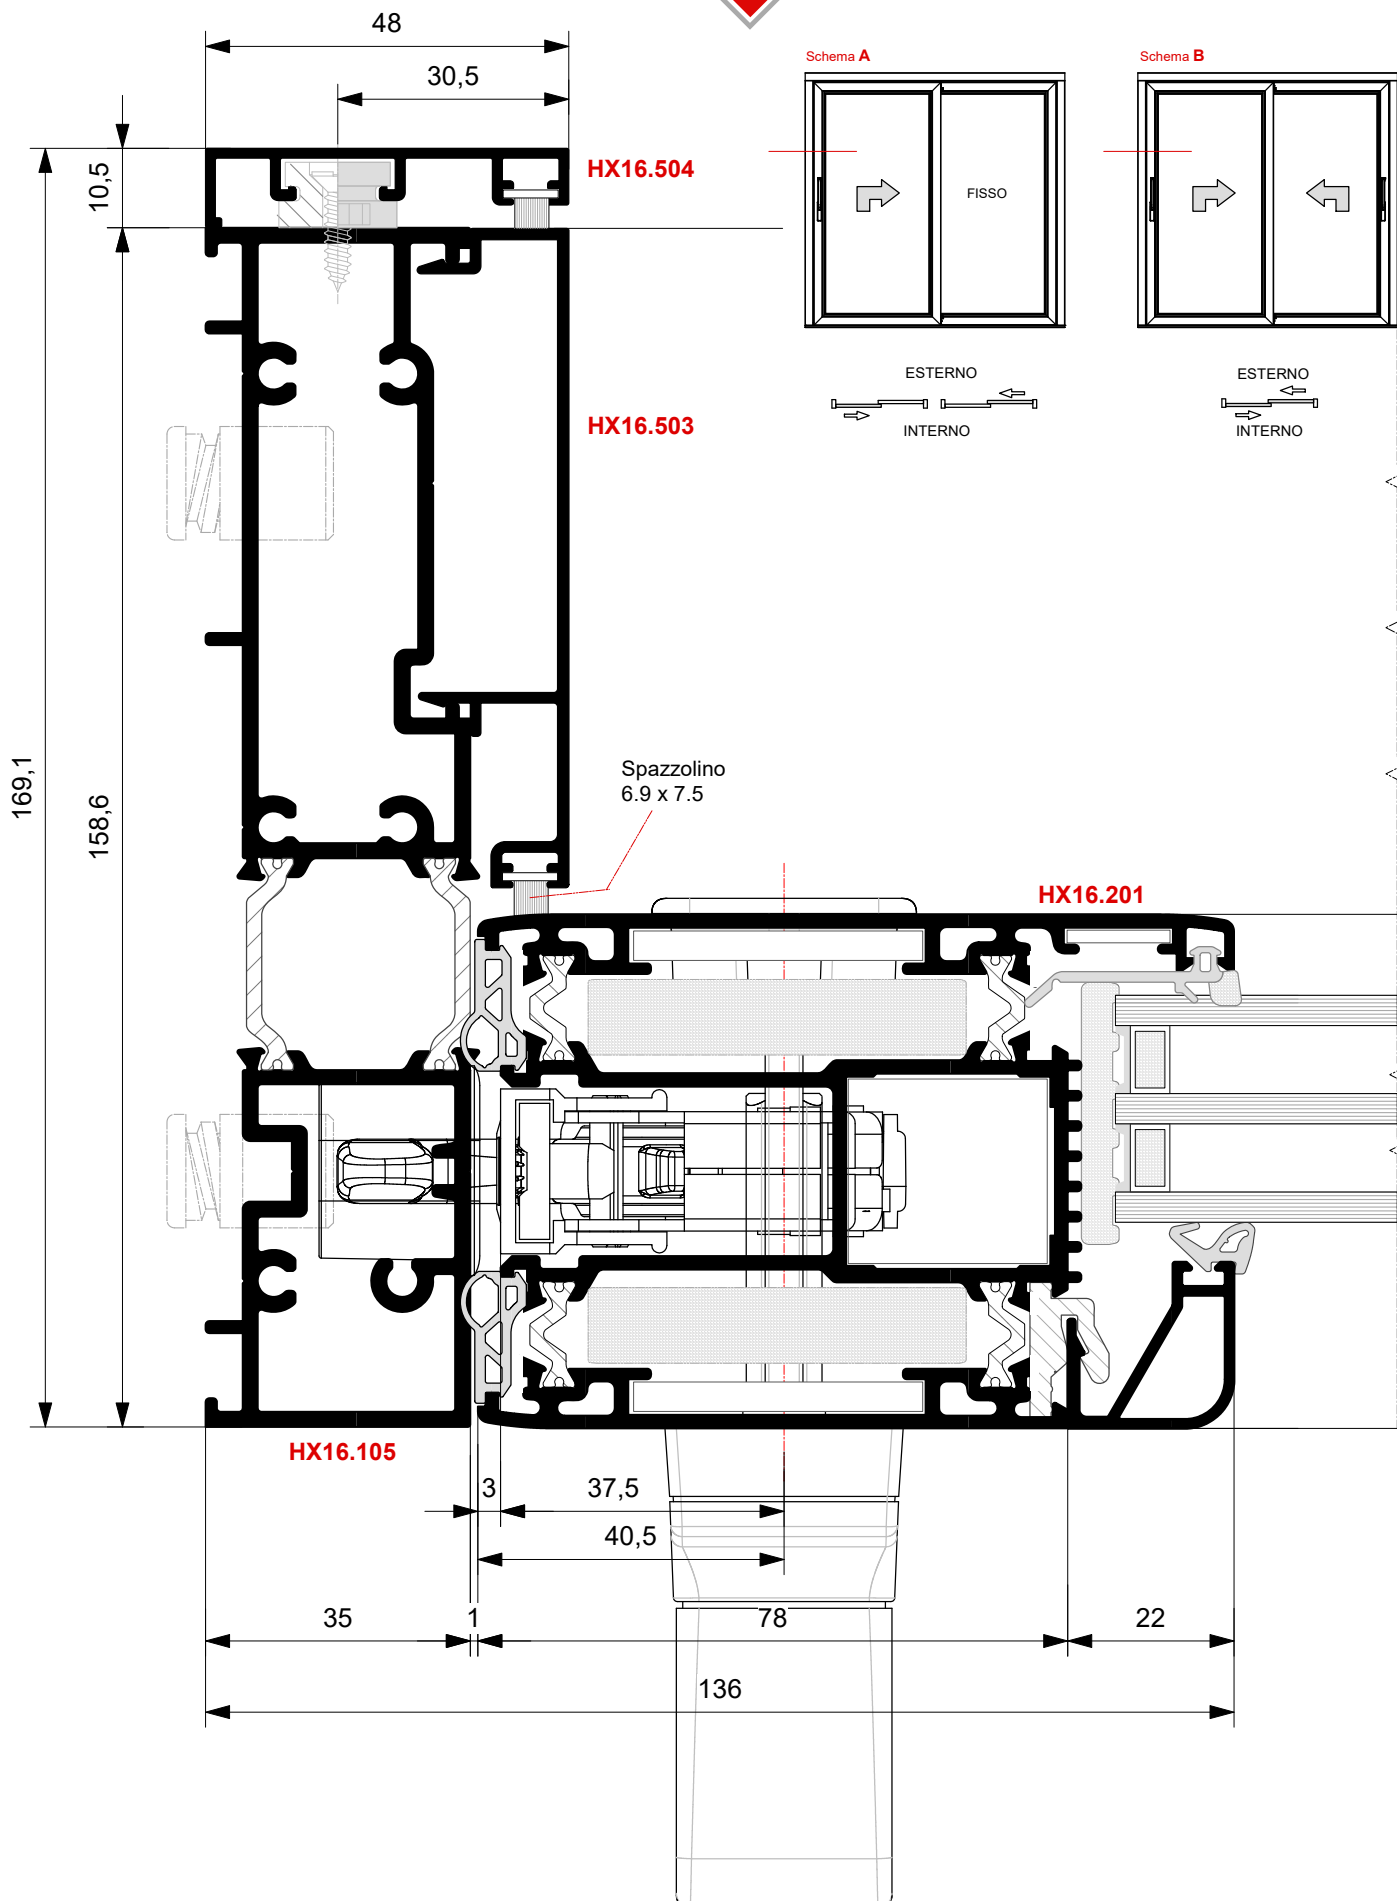 48
30,5
Schema A
Schema B
10,5
HX16.504
FISSO
ESTERNO
INTERNO
ESTERNO
INTERNO
HX16.503
169,1
158,6
Spazzolino
6.9 x 7.5
HX16.201
HX16.105
3
37,5
40,5
35
1
78
22
136